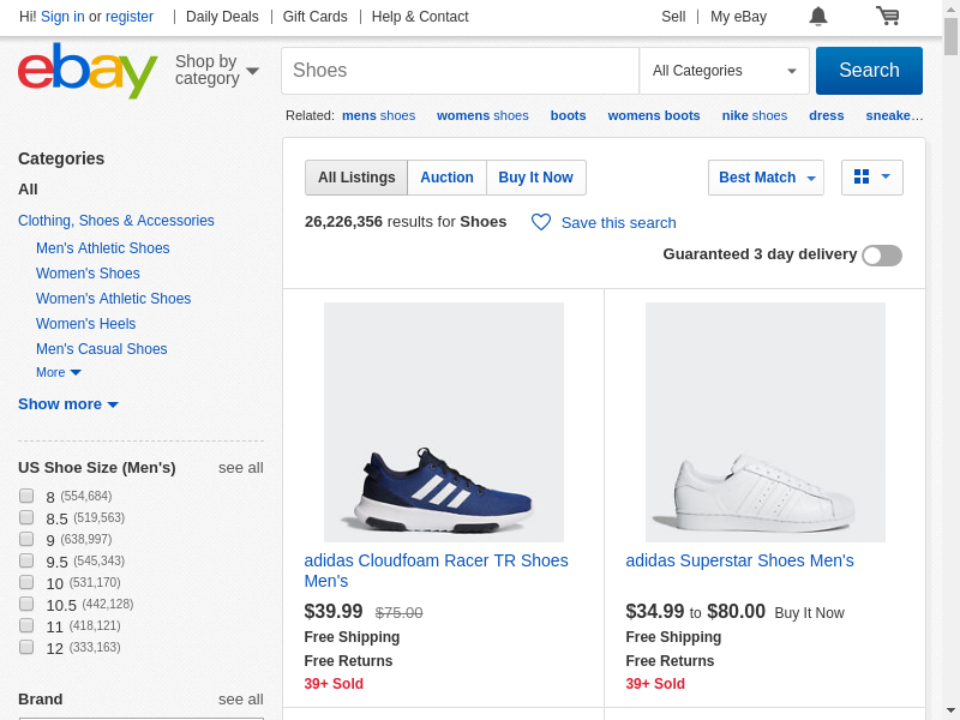 Hi! Sign in or register | Daily Deals | Gift Cards | Help & Contact
Sell | My eBay
ebay
Shop by
category
Shoes
All Categories
Search
Related: mens shoes womens shoes boots womens boots nike shoes dress sneake…
Categories
All
Clothing, Shoes & Accessories
Men's Athletic Shoes
Women's Shoes
Women's Athletic Shoes
Women's Heels
Men's Casual Shoes
More
Show more
US Shoe Size (Men's) see all
8 (554,684)
8.5 (519,563)
9 (638,997)
9.5 (545,343)
10 (531,170)
10.5 (442,128)
11 (418,121)
12 (333,163)
Brand see all
All Listings Auction Buy It Now
Best Match
26,226,356 results for Shoes
Save this search
Guaranteed 3 day delivery
adidas Cloudfoam Racer TR Shoes
Men's
$39.99 $75.00
Free Shipping
Free Returns
39+ Sold
adidas Superstar Shoes Men's
$34.99 to $80.00 Buy It Now
Free Shipping
Free Returns
39+ Sold